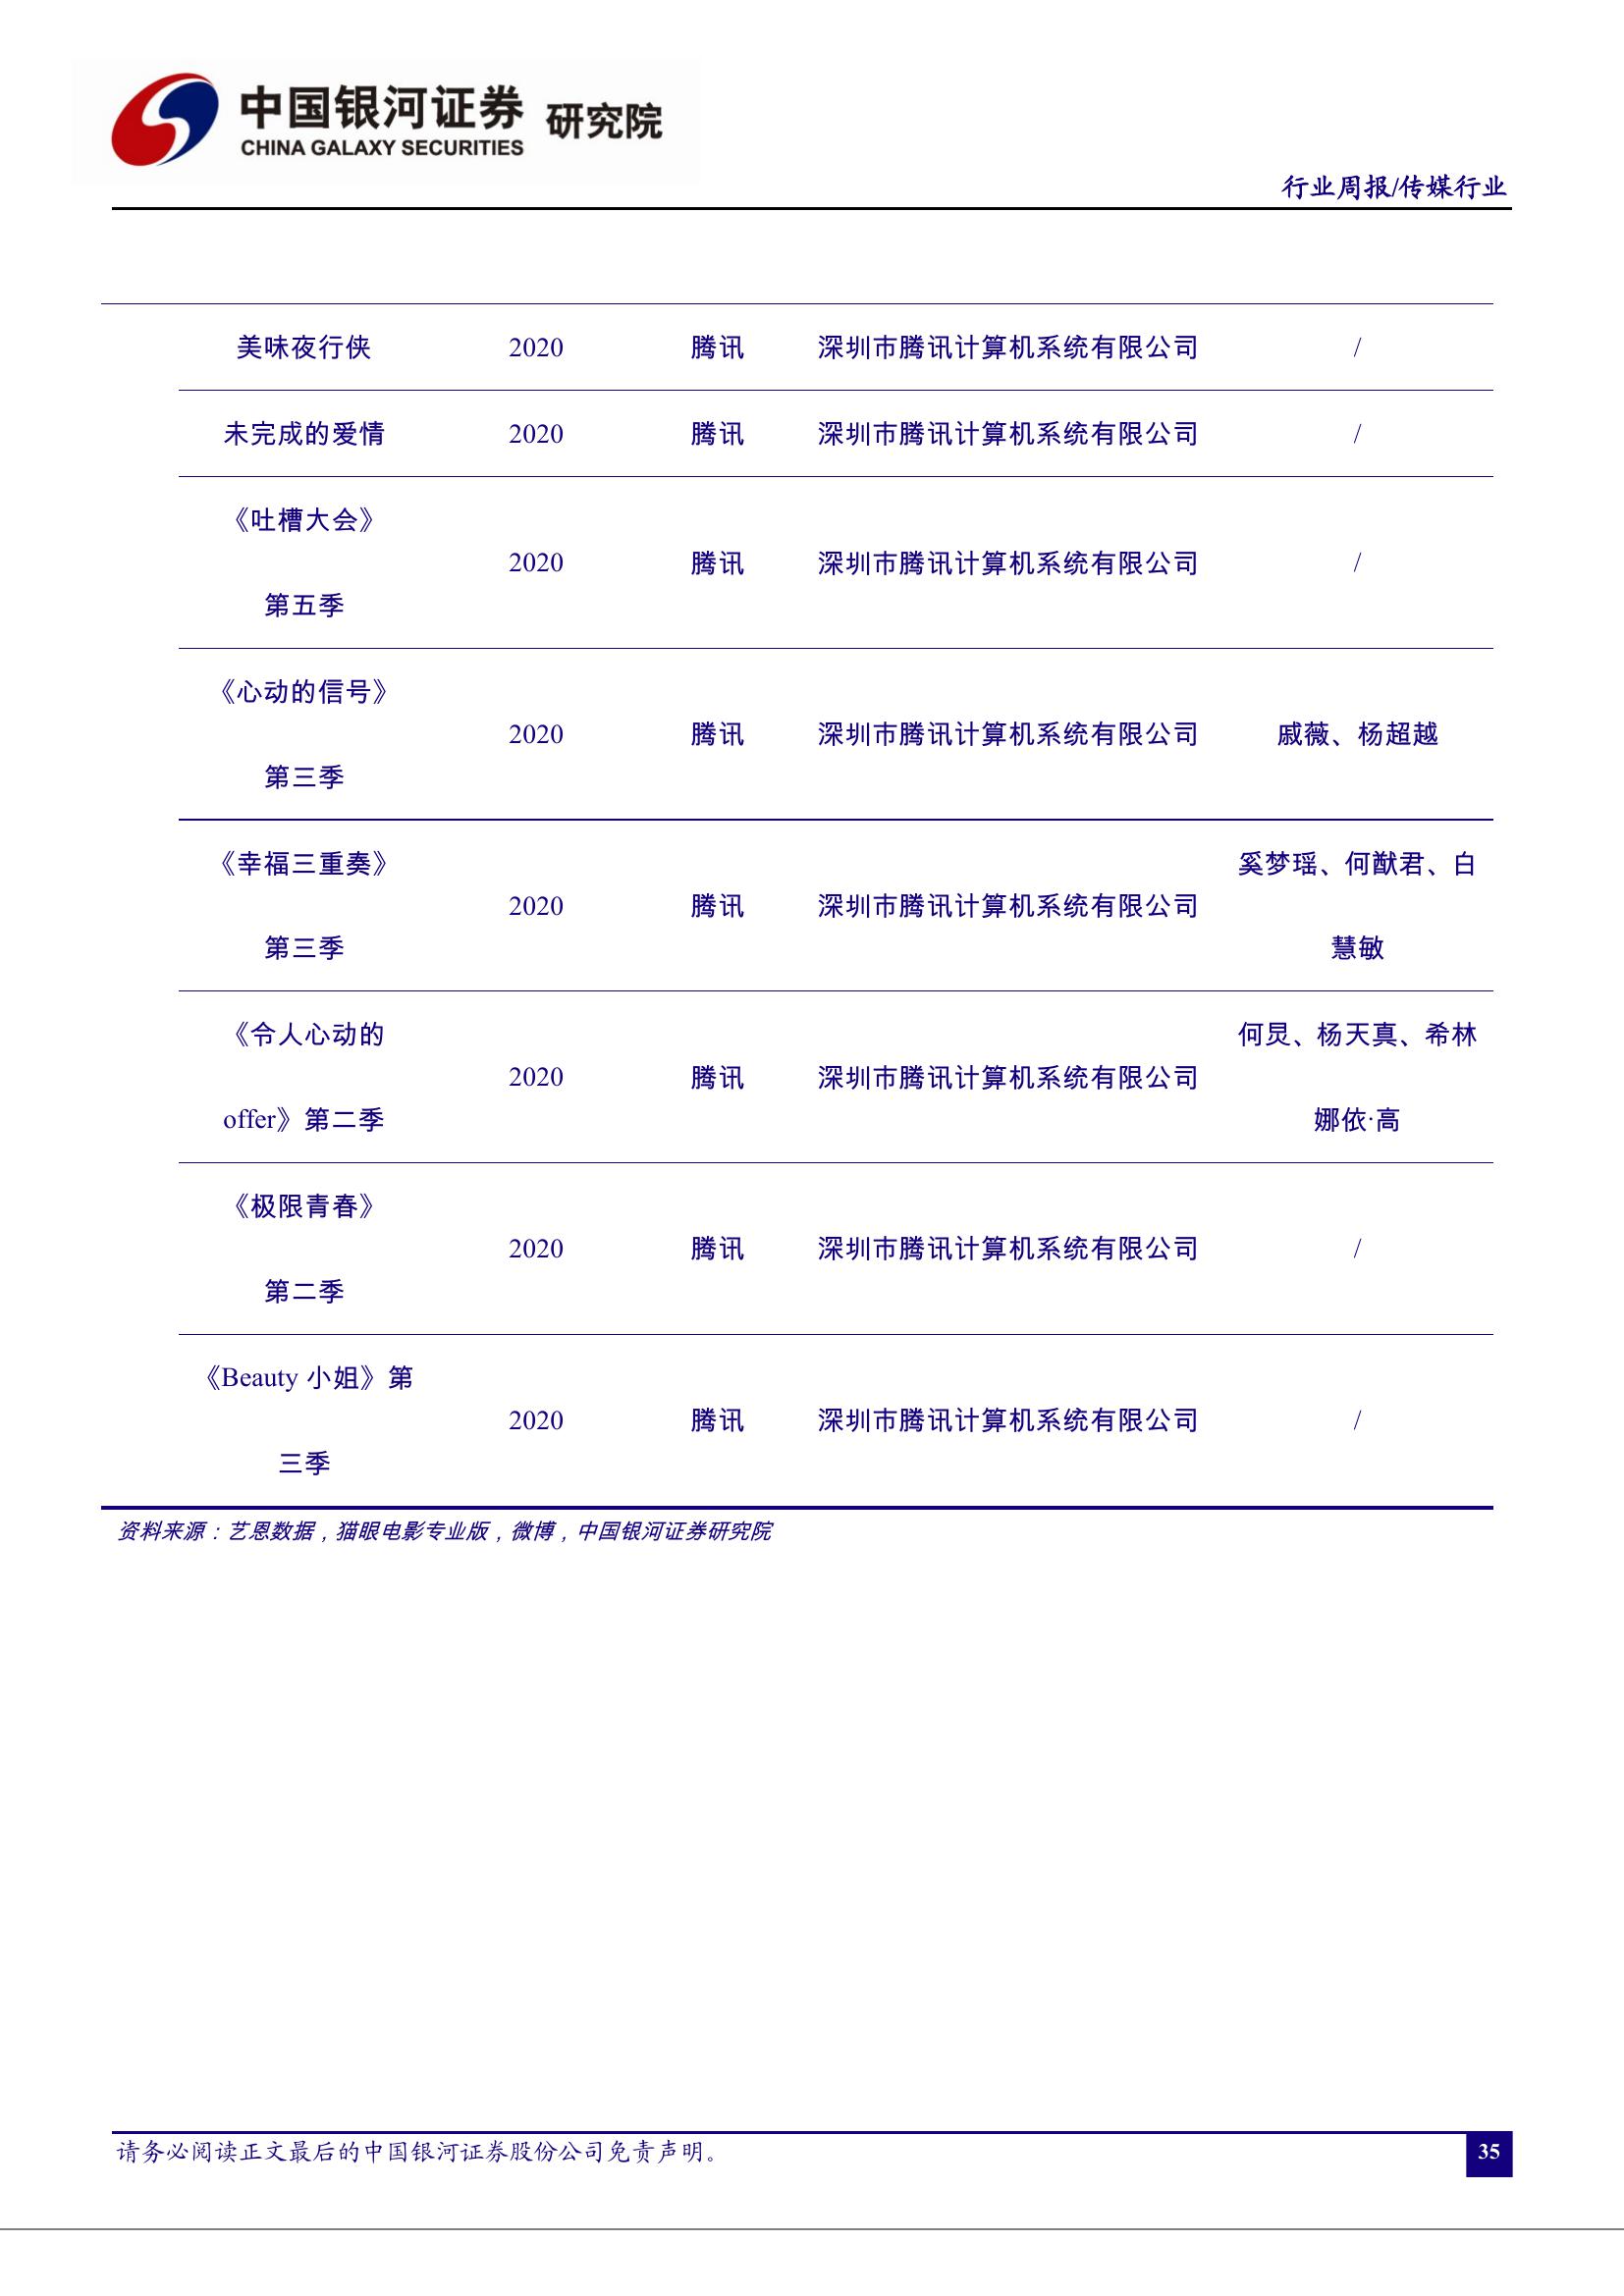 中国银河证券 研究院
CHINA GALAXY SECURITIES
行业周报/传媒行业
美味夜行侠 2020 腾讯 深圳市腾讯计算机系统有限公司 /
未完成的爱情 2020 腾讯 深圳市腾讯计算机系统有限公司 /
《吐槽大会》
第五季
2020 腾讯 深圳市腾讯计算机系统有限公司 /
《心动的信号》
第三季
2020 腾讯 深圳市腾讯计算机系统有限公司 戚薇、杨超越
《幸福三重奏》
第三季
2020 腾讯 深圳市腾讯计算机系统有限公司
奚梦瑶、何猷君、白
慧敏
《令人心动的
offer》第二季
2020 腾讯 深圳市腾讯计算机系统有限公司
何炅、杨天真、希林
娜依·高
《极限青春》
第二季
2020 腾讯 深圳市腾讯计算机系统有限公司 /
《Beauty 小姐》第
三季
2020 腾讯 深圳市腾讯计算机系统有限公司 /
资料来源：艺恩数据，猫眼电影专业版，微博，中国银河证券研究院
请务必阅读正文最后的中国银河证券股份公司免责声明。
35